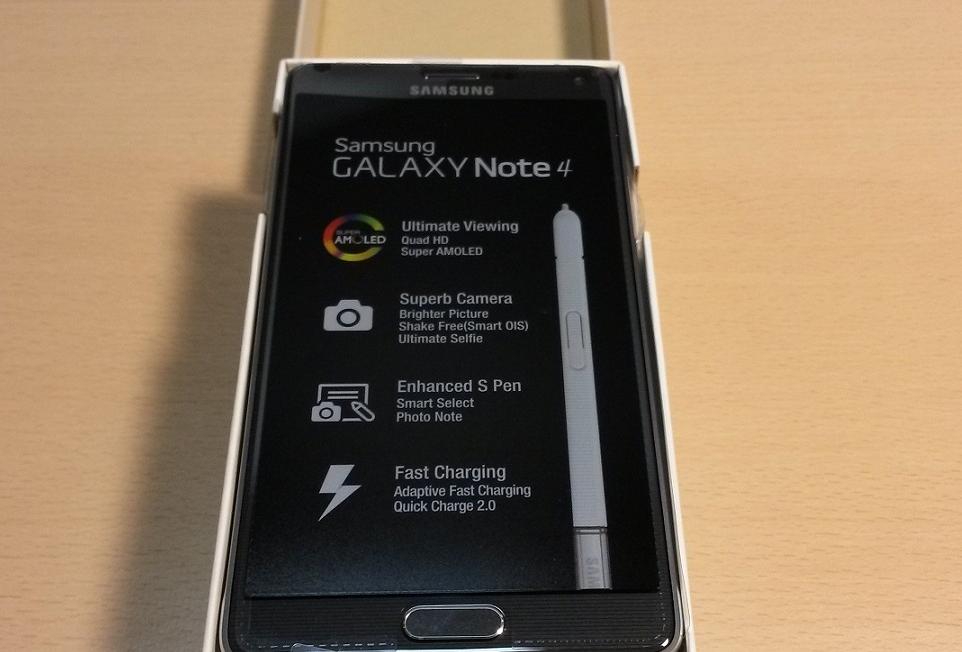 SAMSUNG
Samsung
GALAXY Note 4
SUPER
AMOLED
Ultimate Viewing
Quad HD
Super AMOLED
Superb Camera
Brighter Picture
Shake Free(Smart OIS)
Ultimate Selfie
Enhanced S Pen
Smart Select
Photo Note
Fast Charging
Adaptive Fast Charging
Quick Charge 2.0
SAM